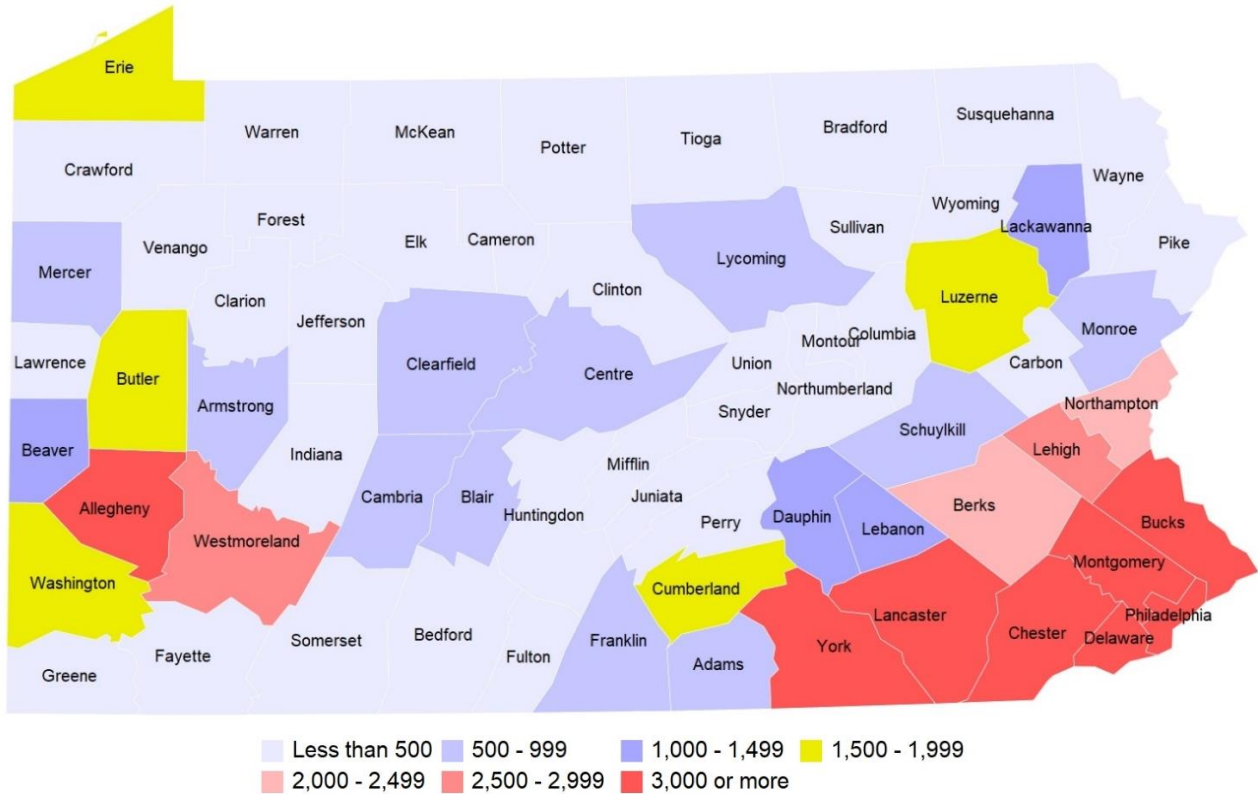 Erie
Warren
McKean
Potter
Tioga
Bradford
Susquehanna
Crawford
Wayne
Wyoming
Lackawanna
Forest
Venango
Elk
Cameron
Sullivan
Pike
Mercer
Lycoming
Clarion
Clinton
Luzerne
Jefferson
Monroe
Montour
Columbia
Lawrence
Butler
Clearfield
Centre
Union
Carbon
Armstrong
Northumberland
Northampton
Snyder
Schuylkill
Beaver
Indiana
Lehigh
Mifflin
Cambria
Blair
Juniata
Berks
Allegheny
Huntingdon
Perry
Dauphin
Lebanon
Bucks
Westmoreland
Montgomery
Washington
Cumberland
Lancaster
Philadelphia
Somerset
Bedford
Franklin
York
Chester
Delaware
Fayette
Fulton
Adams
Greene
Less than 500 500 - 999 1,000 - 1,499 1,500 - 1,999
2,000 - 2,499 2,500 - 2,999 3,000 or more